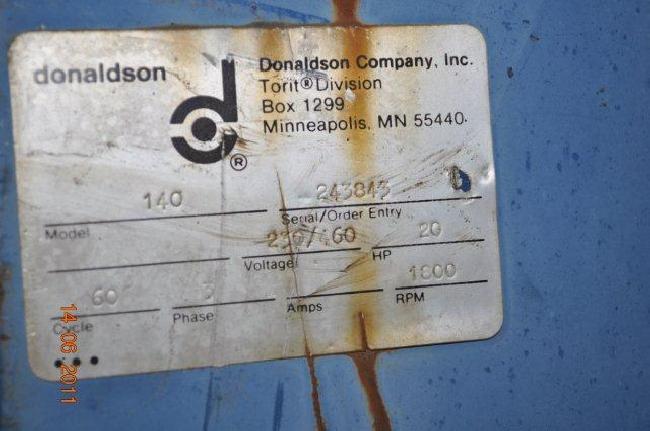 donaldson
Donaldson Company, Inc.
Torit® Division
Box 1299
Minneapolis, MN 55440
®
140
243843
Model
Serial/Order Entry
20
Voltage
HP
60
3
1800
Cycle
Phase
Amps
RPM
14 06 2011